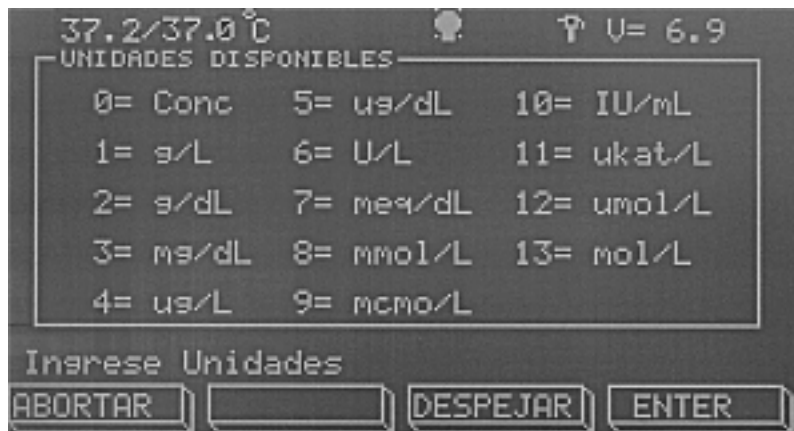 37.2/37.0 °C V= 6.9
UNIDADES DISPONIBLES
0= Conc 5= ug/dL 10= IU/mL
1= g/L 6= U/L 11= ukat/L
2= g/dL 7= meq/dL 12= umol/L
3= mg/dL 8= mmol/L 13= mol/L
4= ug/L 9= mcmo/L
Ingrese Unidades
ABORTAR DESPEJAR ENTER